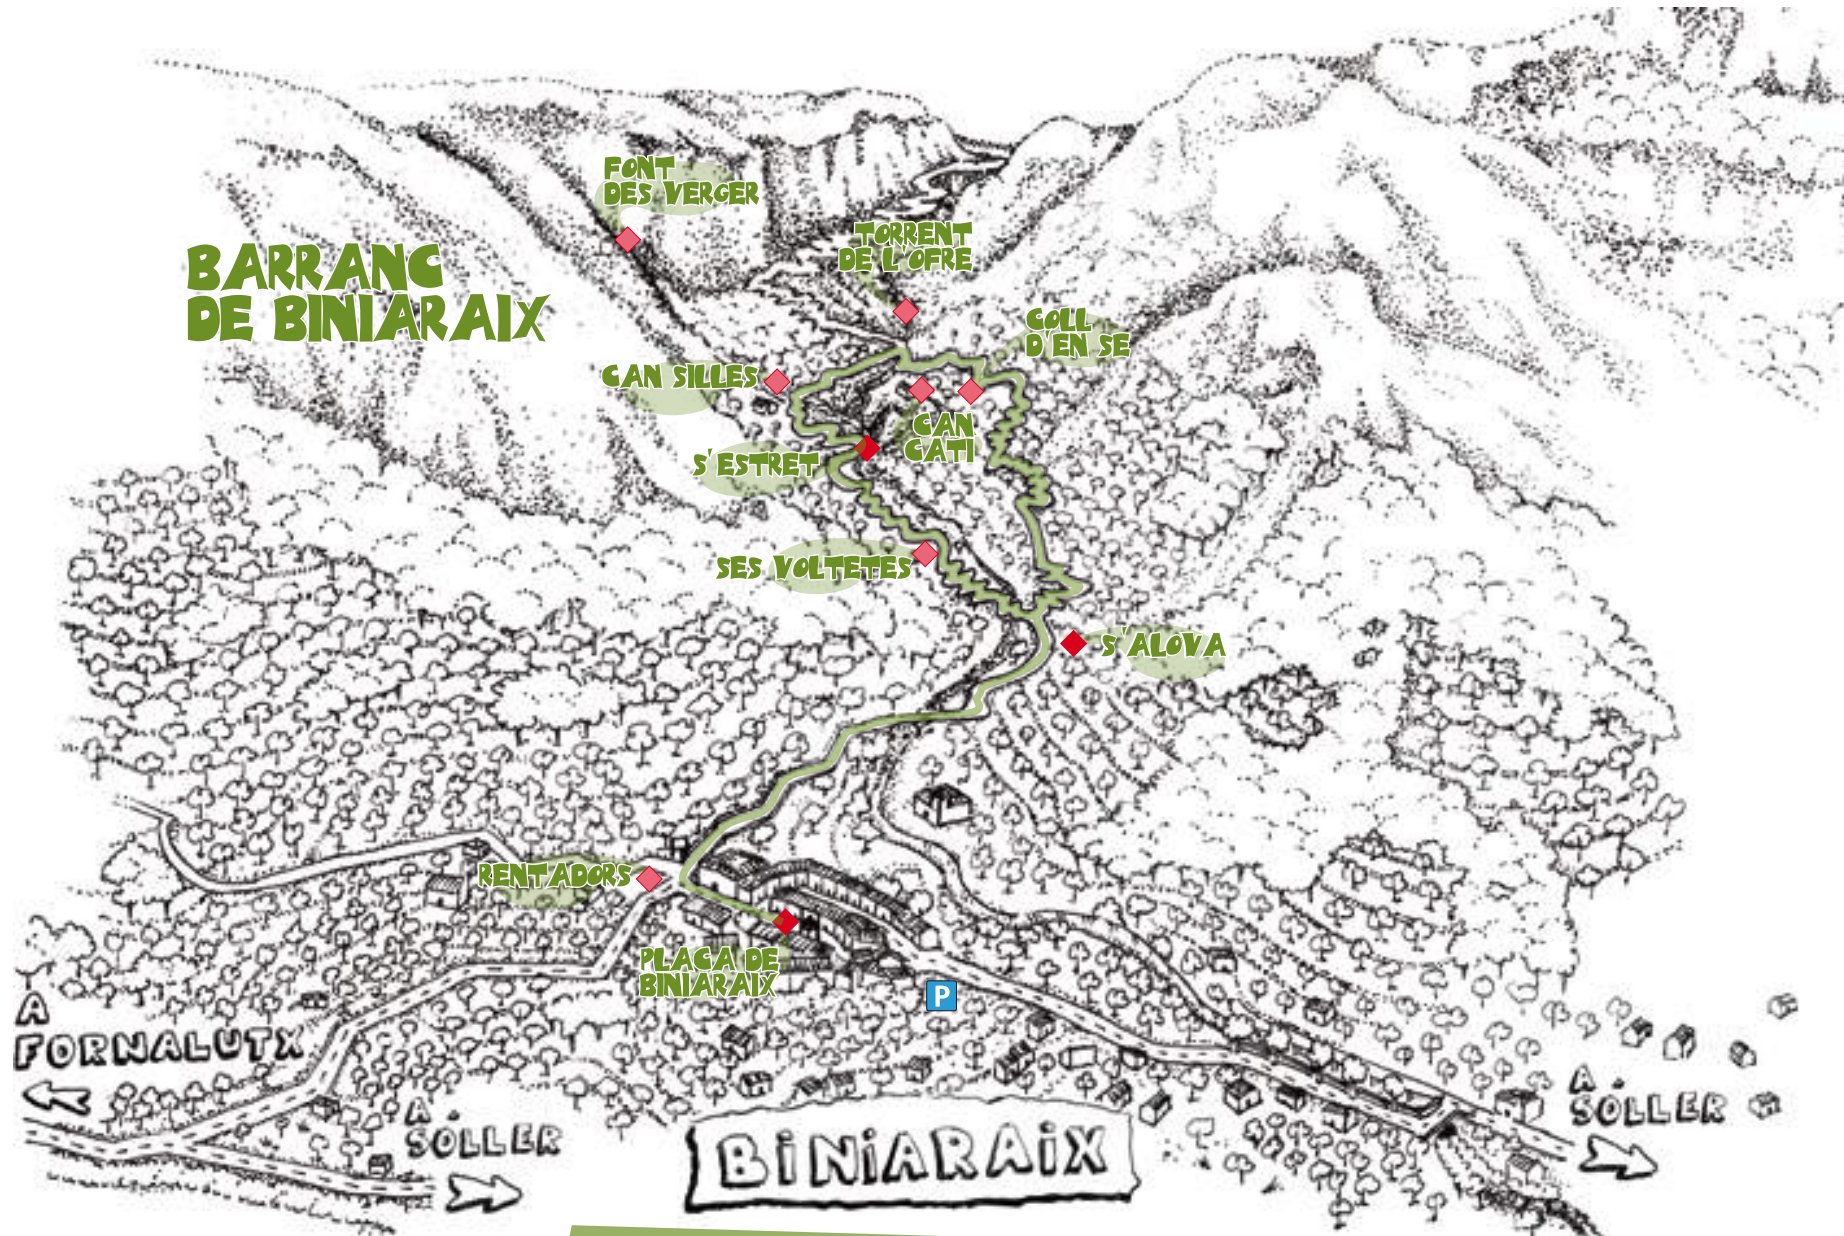 FONT
DES VERGER
TORRENT
DE L'OFRE
BARRANC
DE BINIARAIX
COLL
D'EN SE
CAN SILLES
CAN
CATI
S'ESTRET
SES VOLTETES
S'ALOVA
RENTADORS
PLACA DE
BINIARAIX
P
A
FORNALUTX
A
SÓLLER
BiNiARAiX
A
SÓLLER